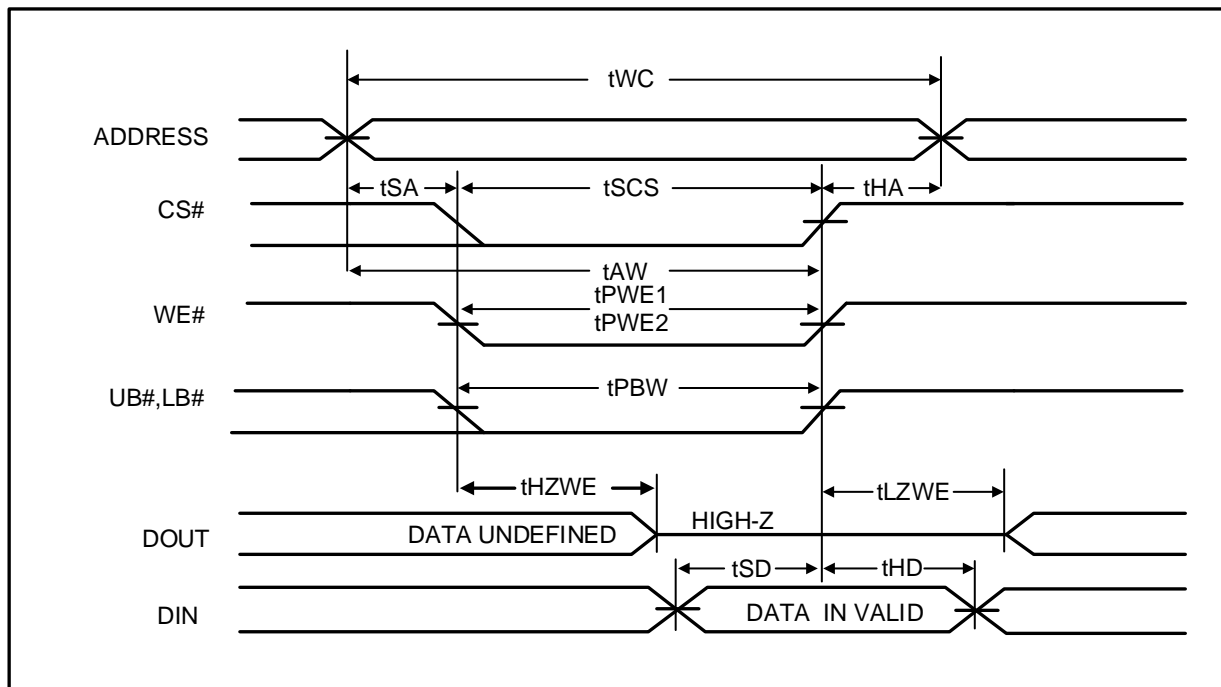 tWC
ADDRESS
tSA tSCS tHA
CS#
tAW
tPWE1
WE#
tPWE2
UB#,LB# tPBW
tHZWE tLZWE
DOUT DATA UNDEFINED HIGH-Z
tSD tHD
DIN DATA IN VALID